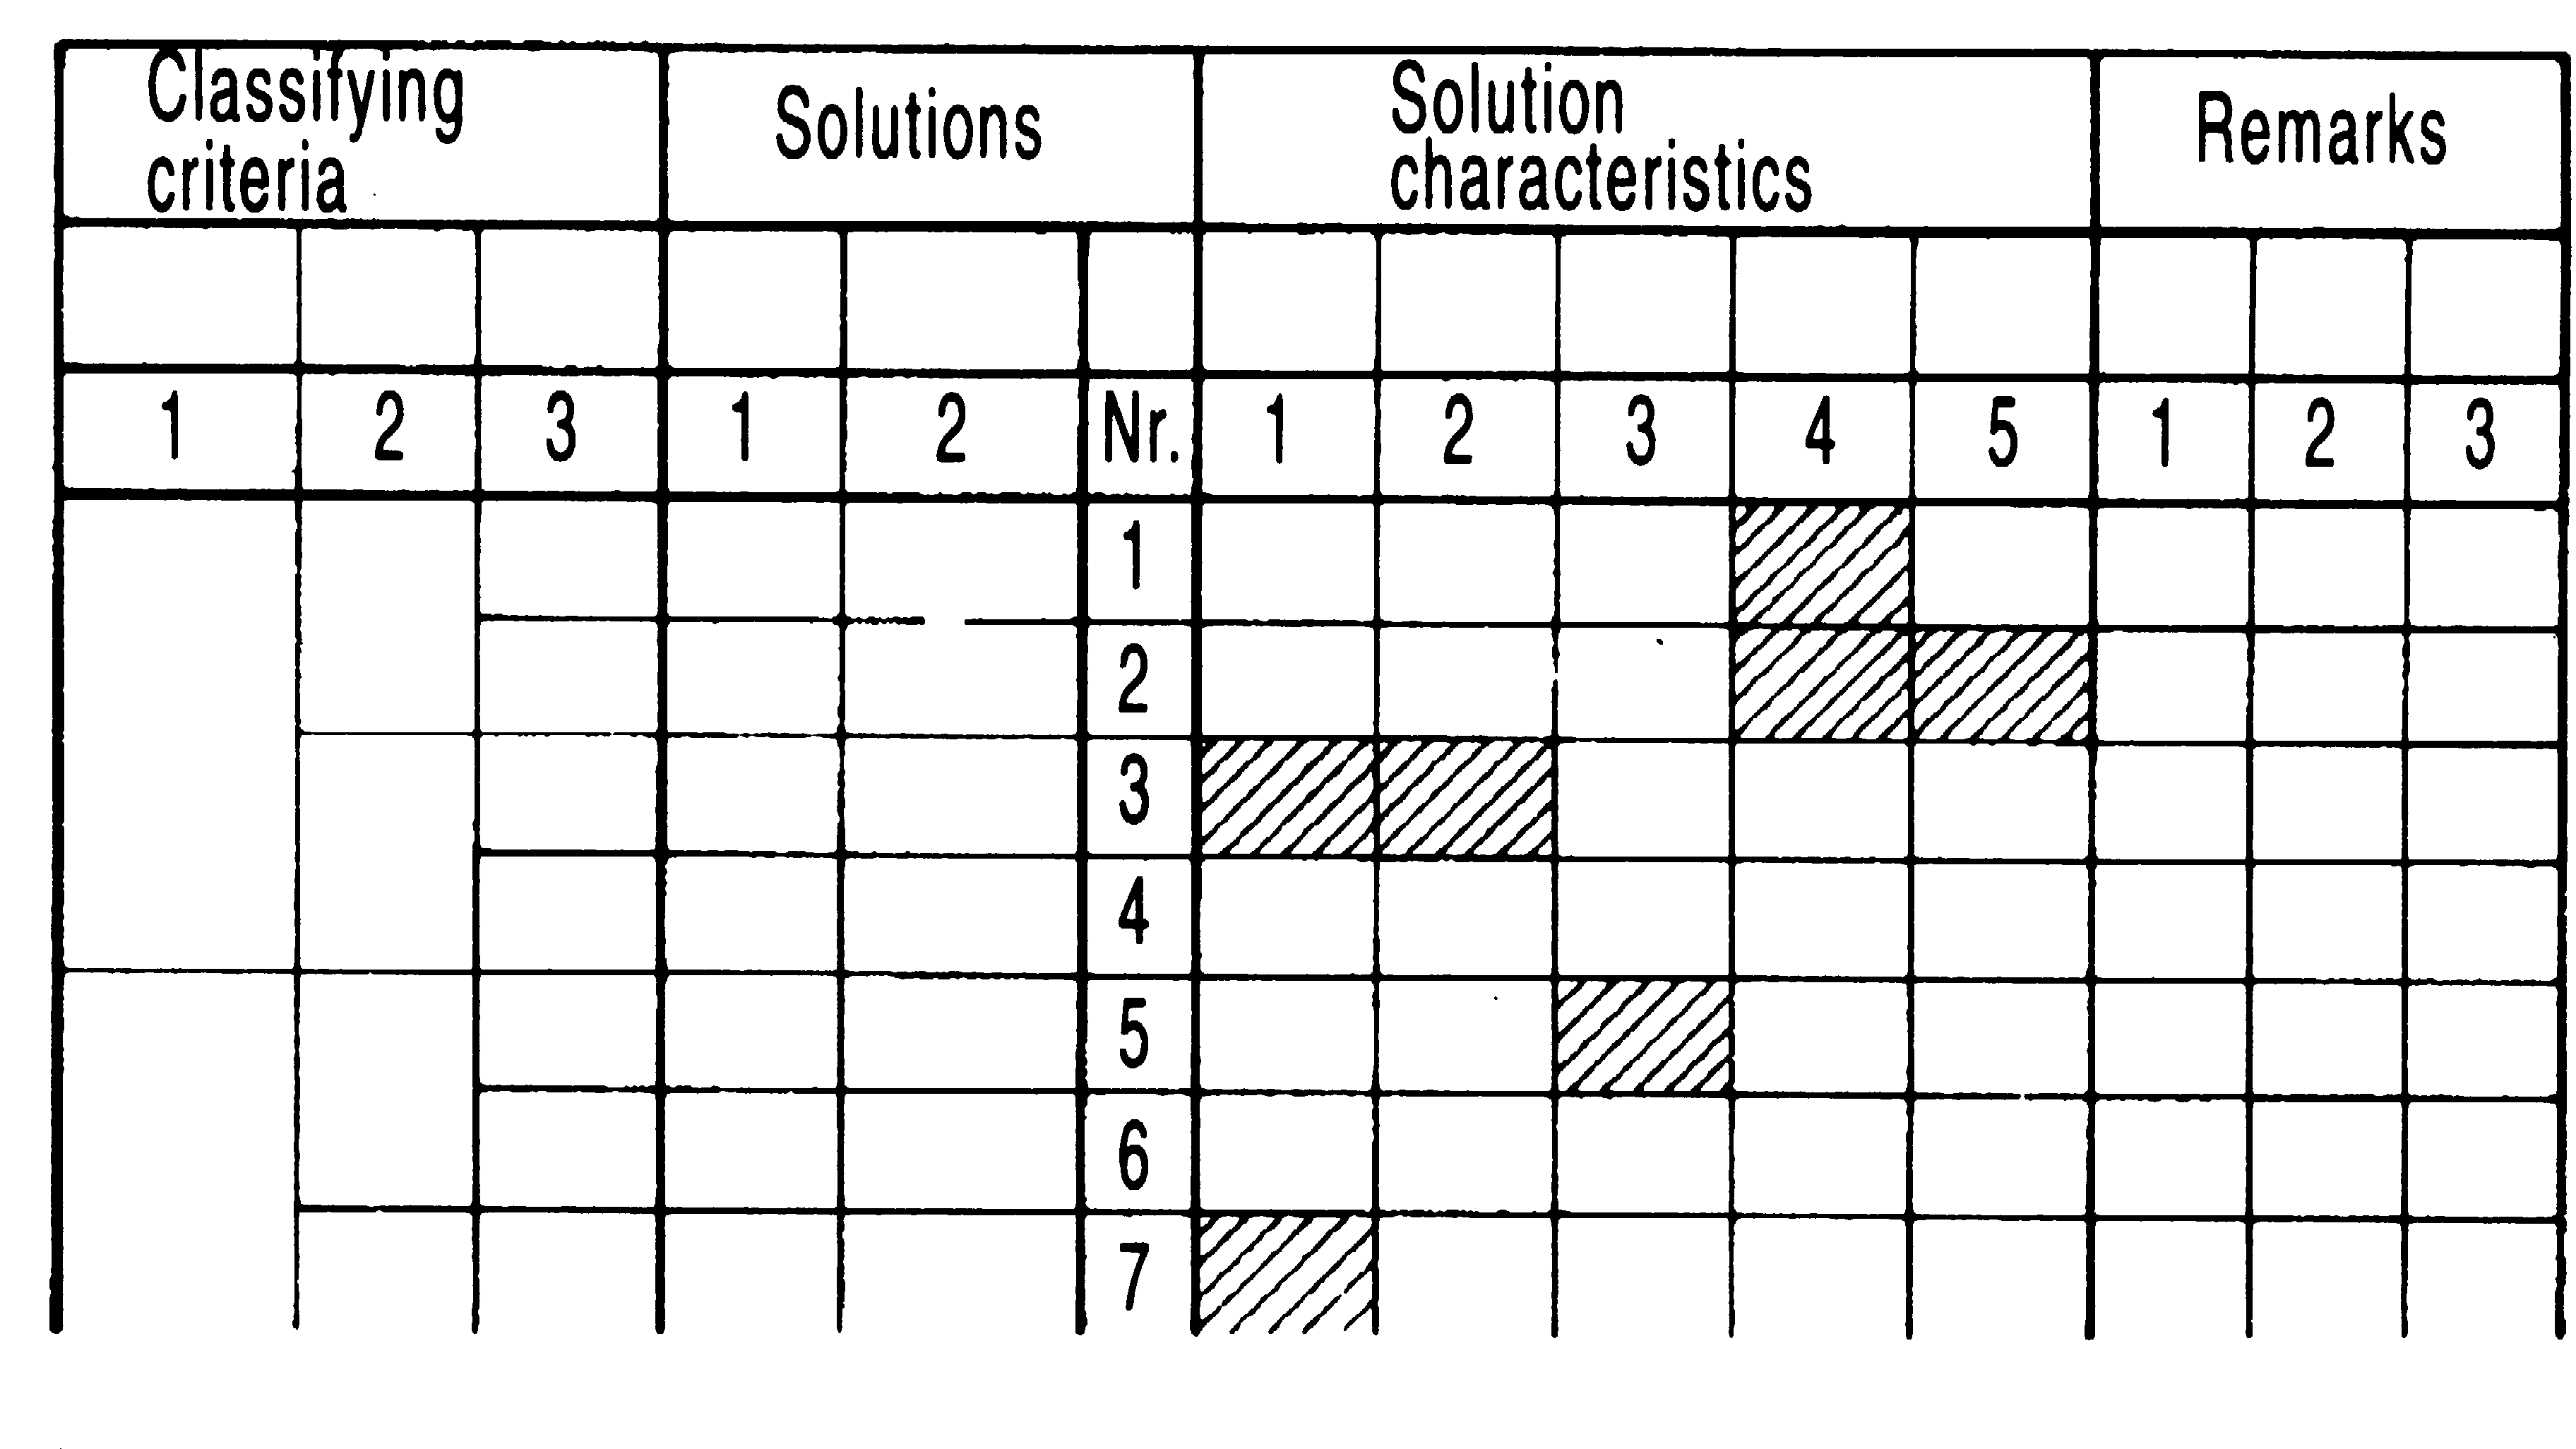 Classifying
criteria
Solutions
Solution
characteristics
Remarks
1 2 3 1 2 Nr. 1 2 3 4 5 1 2 3
1
2
3
4
5
6
7